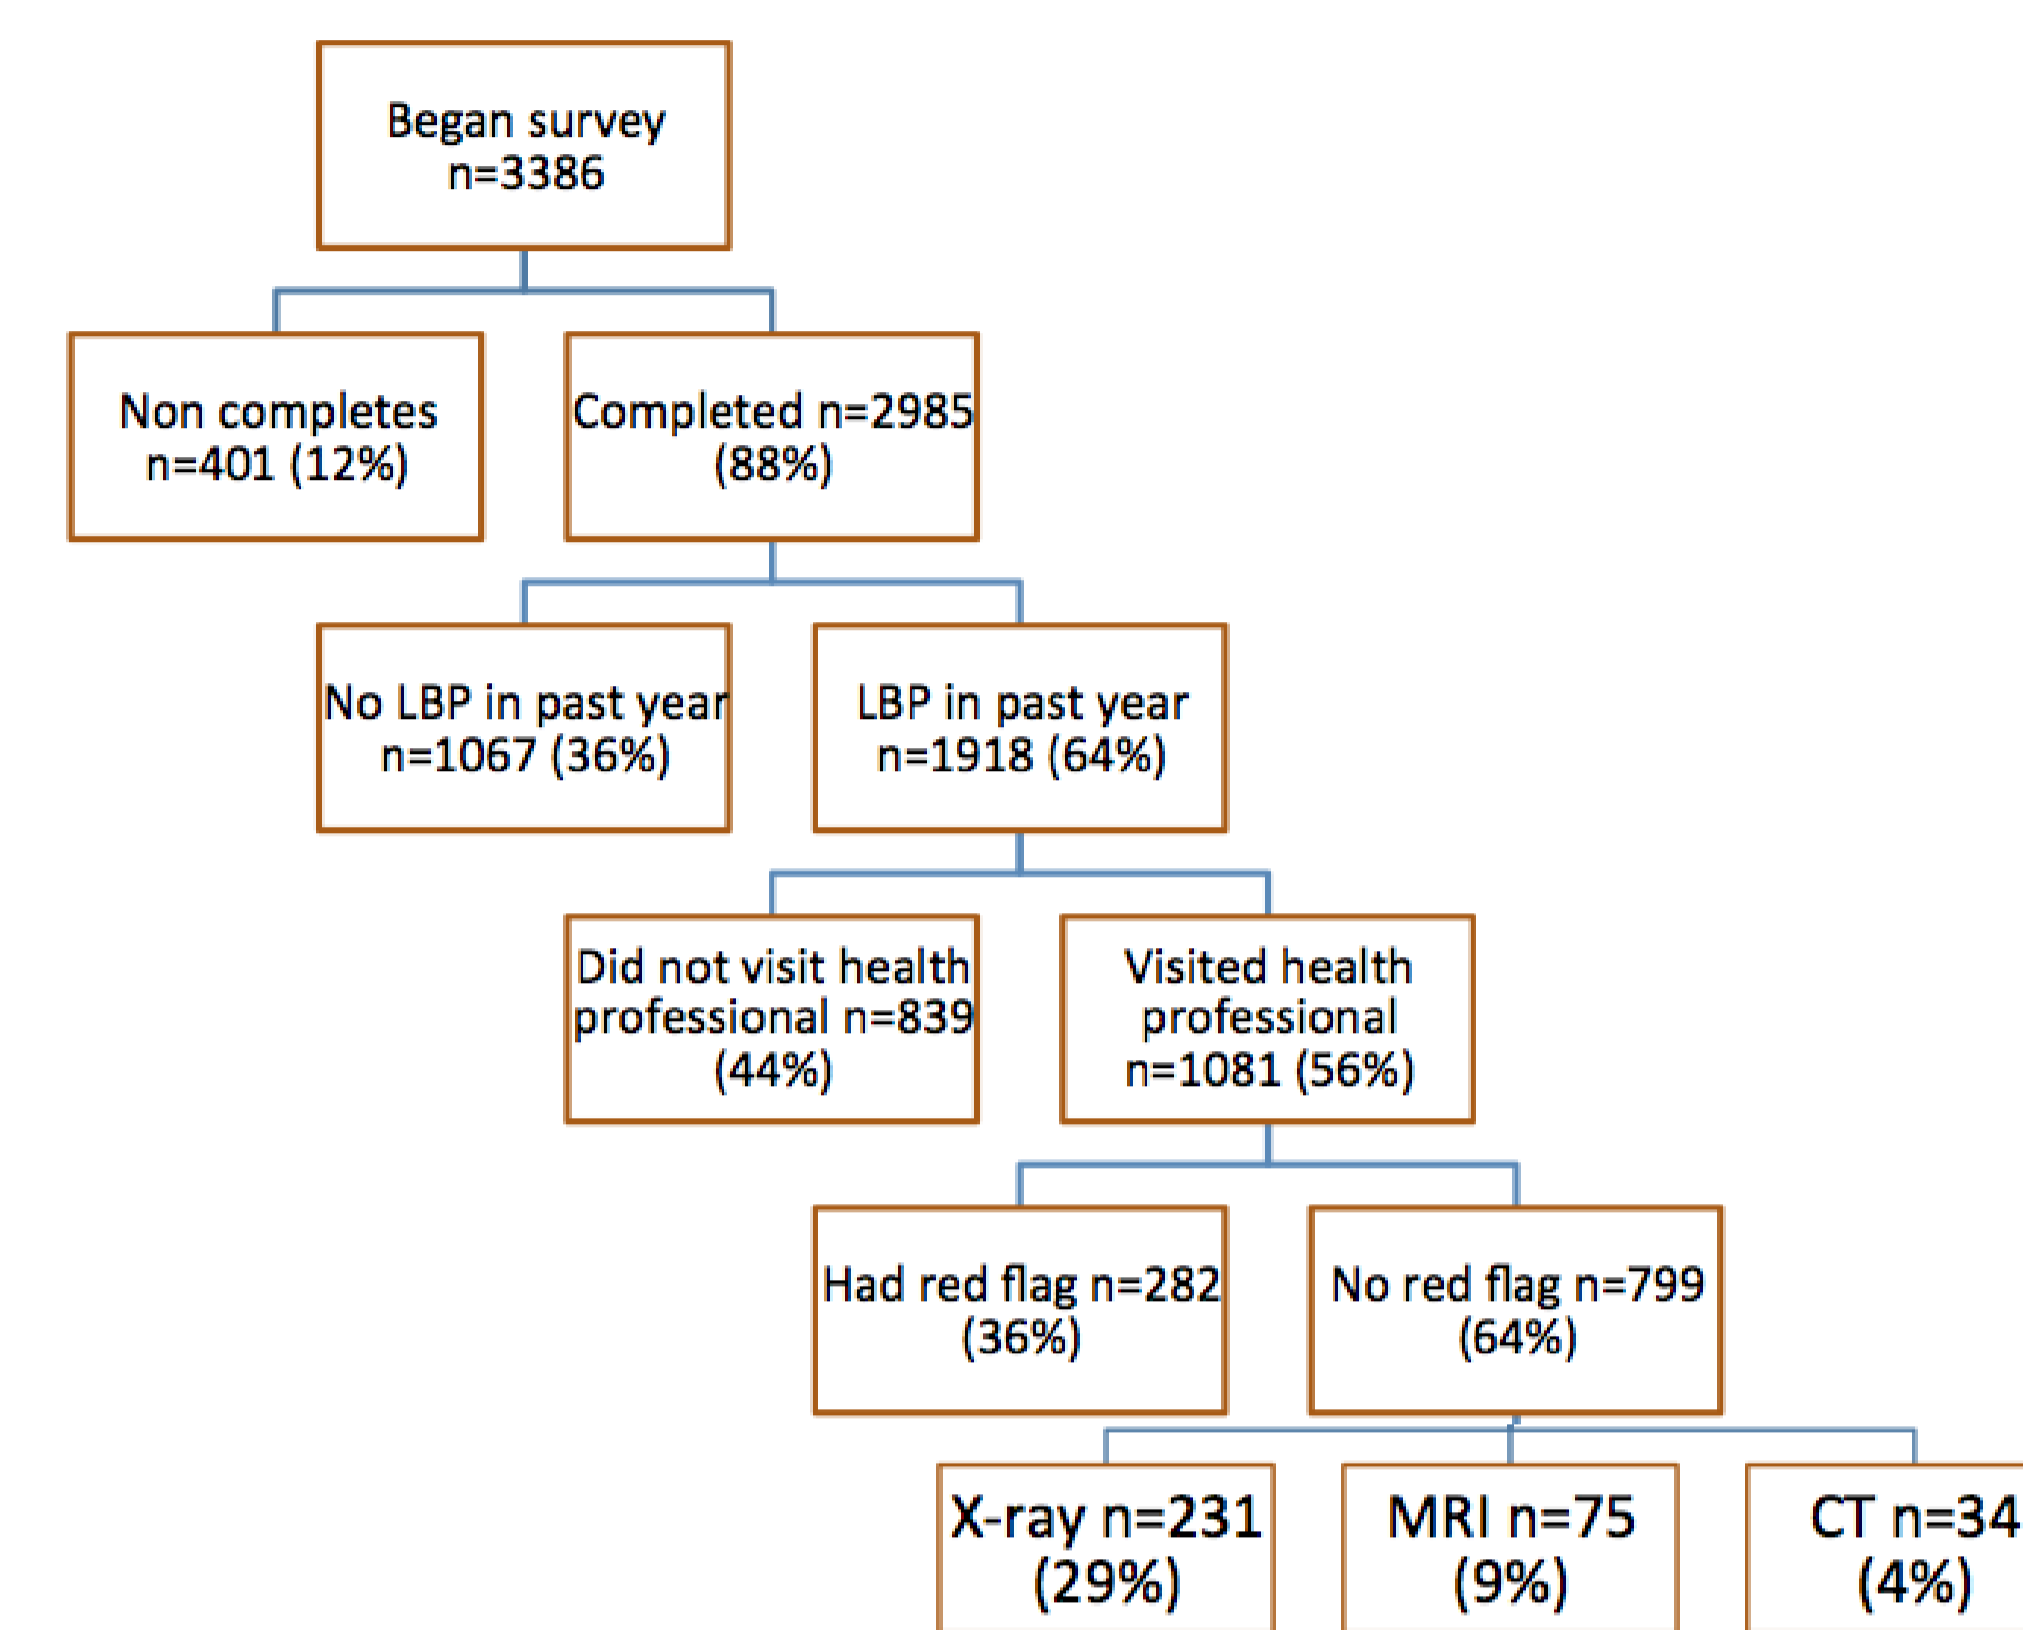 Began survey
n=3386
Non completes
n=401 (12%)
Completed n=2985
(88%)
No LBP in past year
n=1067 (36%)
LBP in past year
n=1918 (64%)
Did not visit health
professional n=839
(44%)
Visited health
professional
n=1081 (56%)
Had red flag n=282
(36%)
No red flag n=799
(64%)
X-ray n=231
(29%)
MRI n=75
(9%)
CT n=34
(4%)